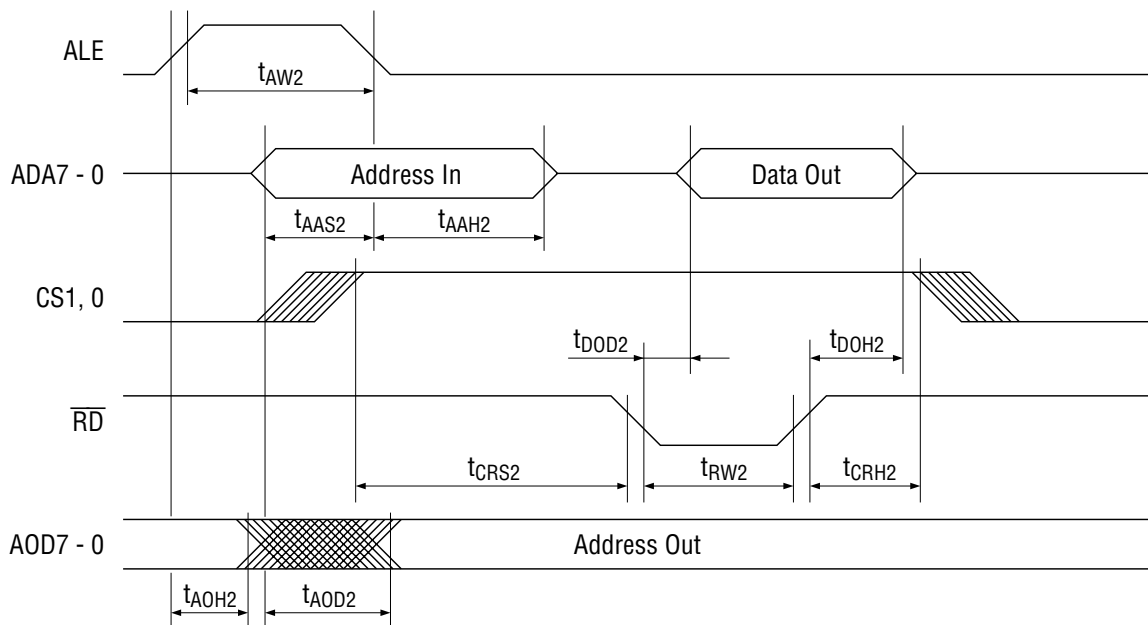 ALE
tAW2
ADA7 - 0
Address In
Data Out
tAAS2
tAAH2
CS1, 0
tDOD2
tDOH2
R̅D̅
tCRS2
tRW2
tCRH2
AOD7 - 0
Address Out
tAOH2
tAOD2